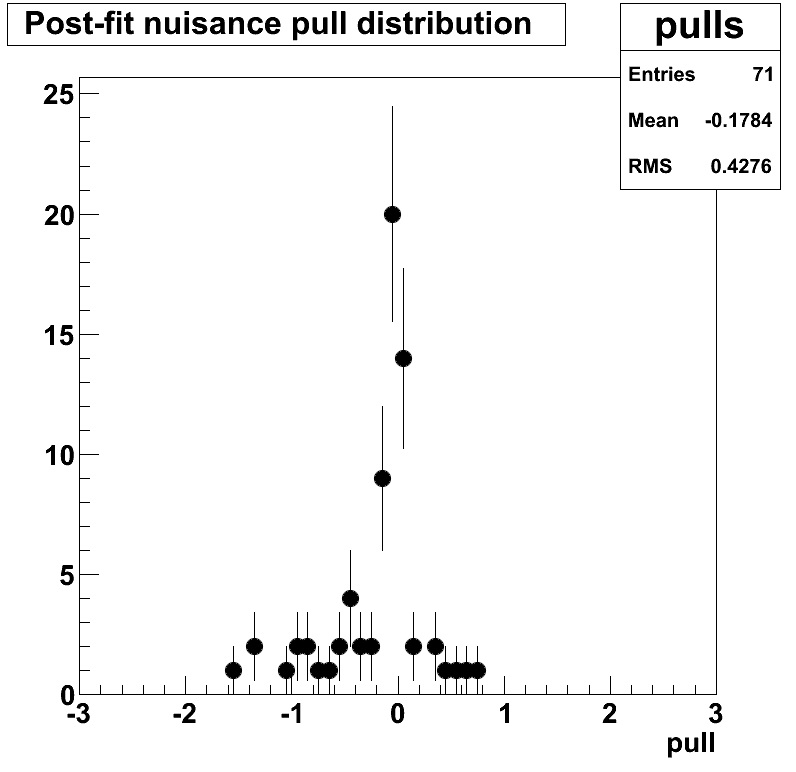 Post-fit nuisance pull distribution
pulls
Entries 71
Mean -0.1784
RMS 0.4276
25
20
15
10
5
0
-3 -2 -1 0 1 2 3
pull